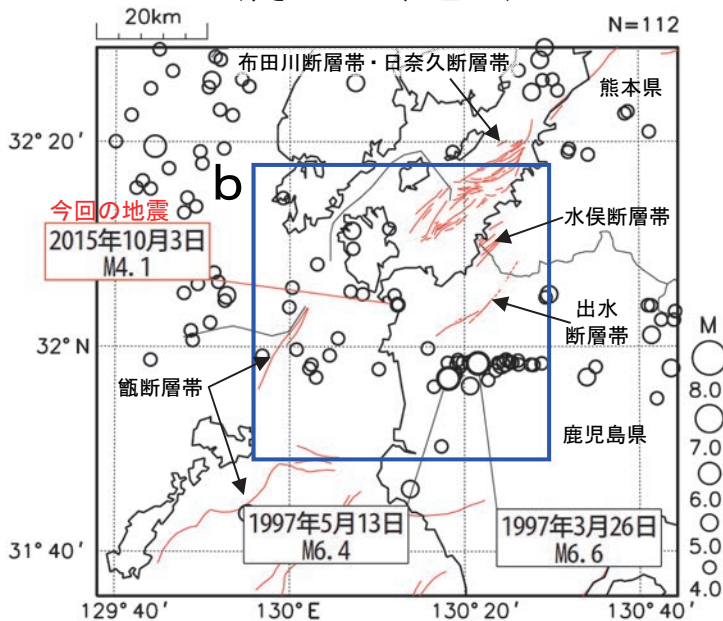 20km
N=112
布田川断層帯・日奈久断層帯
熊本県
32°20′
b
今回の地震
2015年10月3日
M4.1
水俣断層帯
出水
断層帯
32°N
M
甑断層帯
8.0
7.0
6.0
5.0
4.0
鹿児島県
1997年5月13日
M6.4
1997年3月26日
M6.6
31°40′
129°40′
130°E
130°20′
130°40′